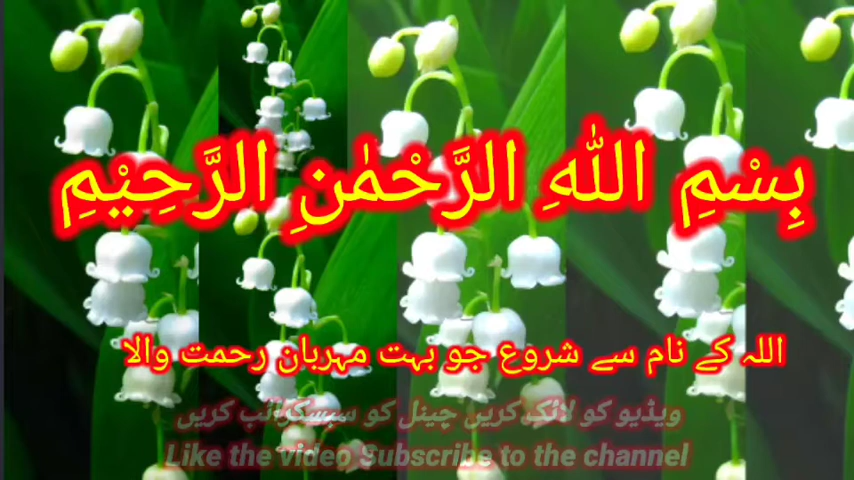 بِسْمِ اللّٰهِ الرَّحْمٰنِ الرَّحِيْمِ
اللہ کے نام سے شروع جو بہت مہربان رحمت والا
ویڈیو کو لائک کریں چینل کو سبسکرائب کریں
Like the video Subscribe to the channel